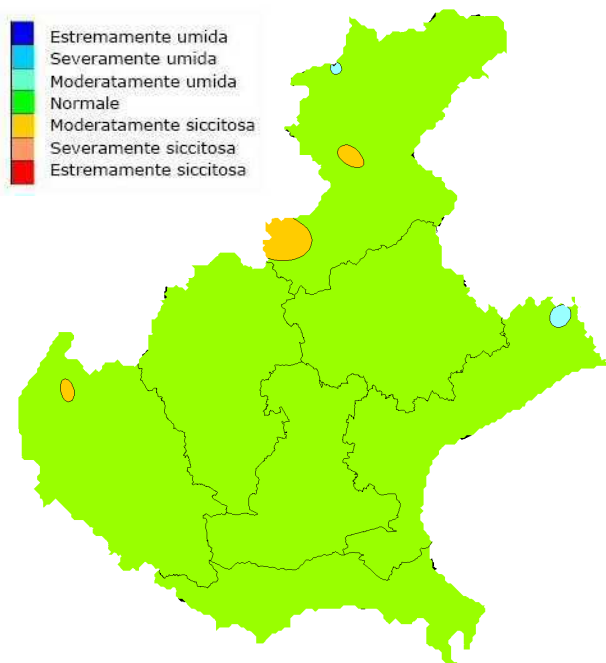 Estremamente umida
Severamente umida
Moderatamente umida
Normale
Moderatamente siccitosa
Severamente siccitosa
Estremamente siccitosa